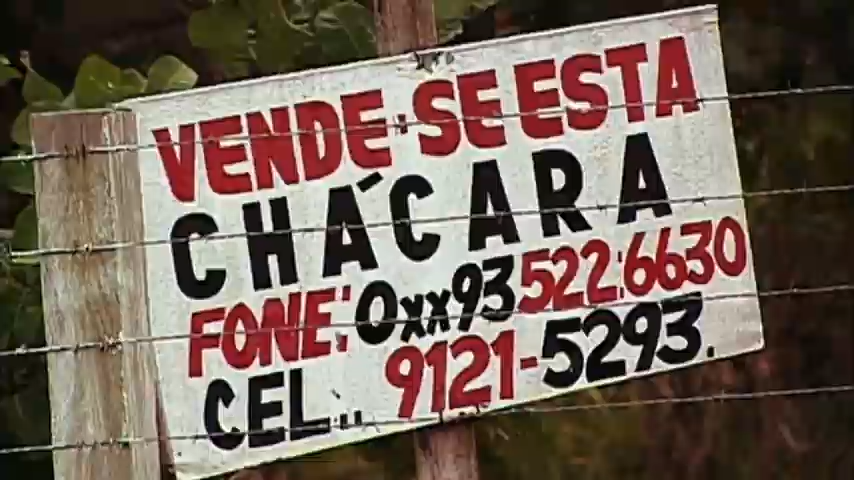 VENDE-SE ESTA
CHÁCARA
FONE: 0xx93 522:6630
CEL.. 9121-5293.